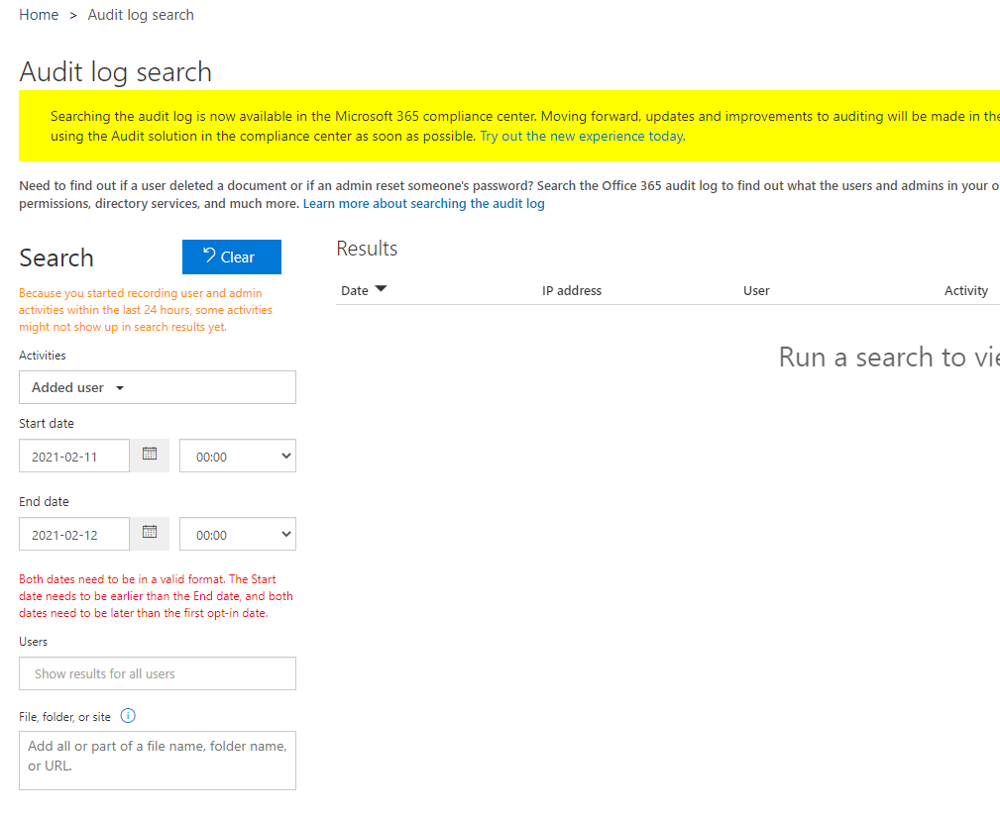 Home > Audit log search
Audit log search
Searching the audit log is now available in the Microsoft 365 compliance center. Moving forward, updates and improvements to auditing will be made in the
using the Audit solution in the compliance center as soon as possible. Try out the new experience today.
Need to find out if a user deleted a document or if an admin reset someone's password? Search the Office 365 audit log to find out what the users and admins in your o
permissions, directory services, and much more. Learn more about searching the audit log
Search
Clear
Because you started recording user and admin
activities within the last 24 hours, some activities
might not show up in search results yet.
Activities
Added user
Start date
2021-02-11 00:00
End date
2021-02-12 00:00
Both dates need to be in a valid format. The Start
date needs to be earlier than the End date, and both
dates need to be later than the first opt-in date.
Users
Show results for all users
File, folder, or site
Add all or part of a file name, folder name,
or URL.
Results
Date IP address User Activity
Run a search to vie